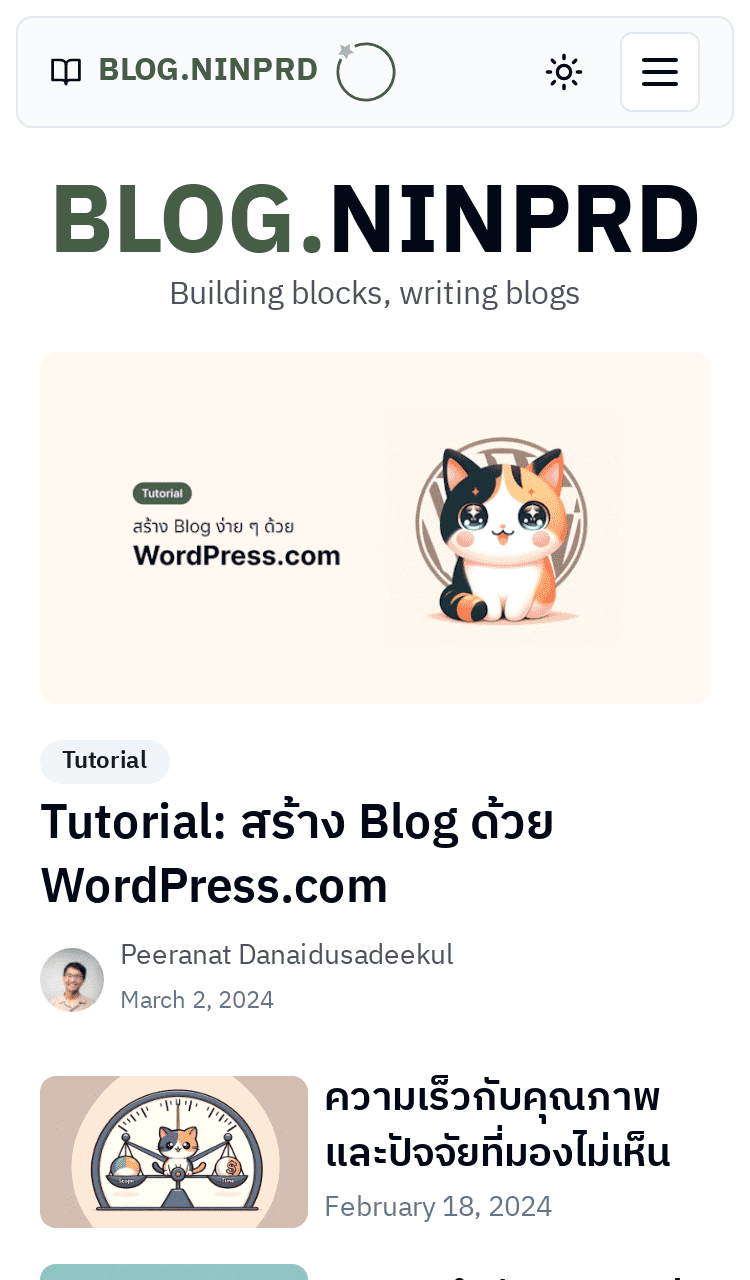 BLOG.NINPRD
BLOG.NINPRD
Building blocks, writing blogs
Tutorial
สร้าง Blog ง่าย ๆ ด้วย
WordPress.com
Tutorial
Tutorial: สร้าง Blog ด้วย
WordPress.com
Peeranat Danaidusadeekul
March 2, 2024
ความเร็วกับคุณภาพ
และปัจจัยที่มองไม่เห็น
Scope
Time
February 18, 2024